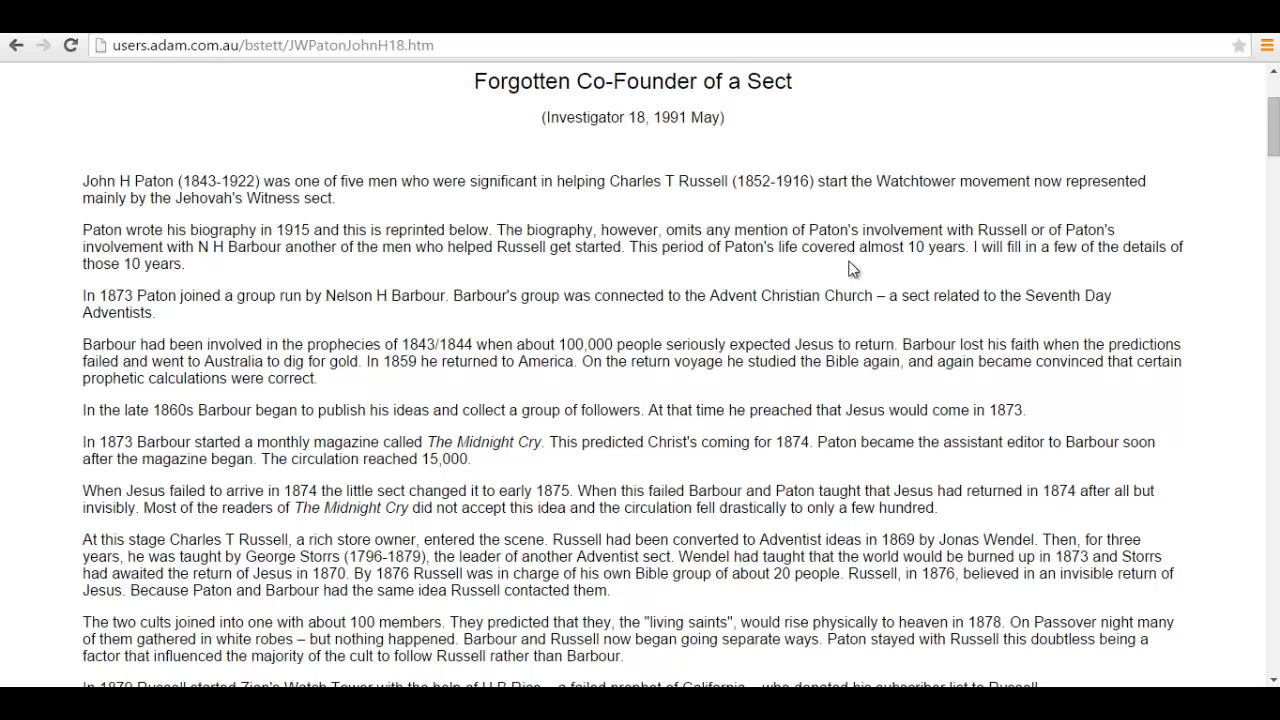 users.adam.com.au/bstett/JWPatonJohnH18.htm
Forgotten Co-Founder of a Sect
(Investigator 18, 1991 May)
John H Paton (1843-1922) was one of five men who were significant in helping Charles T Russell (1852-1916) start the Watchtower movement now represented
mainly by the Jehovah's Witness sect.
Paton wrote his biography in 1915 and this is reprinted below. The biography, however, omits any mention of Paton's involvement with Russell or of Paton's
involvement with N H Barbour another of the men who helped Russell get started. This period of Paton's life covered almost 10 years. I will fill in a few of the details of
those 10 years.
In 1873 Paton joined a group run by Nelson H Barbour. Barbour's group was connected to the Advent Christian Church – a sect related to the Seventh Day
Adventists.
Barbour had been involved in the prophecies of 1843/1844 when about 100,000 people seriously expected Jesus to return. Barbour lost his faith when the predictions
failed and went to Australia to dig for gold. In 1859 he returned to America. On the return voyage he studied the Bible again, and again became convinced that certain
prophetic calculations were correct.
In the late 1860s Barbour began to publish his ideas and collect a group of followers. At that time he preached that Jesus would come in 1873.
In 1873 Barbour started a monthly magazine called The Midnight Cry. This predicted Christ's coming for 1874. Paton became the assistant editor to Barbour soon
after the magazine began. The circulation reached 15,000.
When Jesus failed to arrive in 1874 the little sect changed it to early 1875. When this failed Barbour and Paton taught that Jesus had returned in 1874 after all but
invisibly. Most of the readers of The Midnight Cry did not accept this idea and the circulation fell drastically to only a few hundred.
At this stage Charles T Russell, a rich store owner, entered the scene. Russell had been converted to Adventist ideas in 1869 by Jonas Wendel. Then, for three
years, he was taught by George Storrs (1796-1879), the leader of another Adventist sect. Wendel had taught that the world would be burned up in 1873 and Storrs
had awaited the return of Jesus in 1870. By 1876 Russell was in charge of his own Bible group of about 20 people. Russell, in 1876, believed in an invisible return of
Jesus. Because Paton and Barbour had the same idea Russell contacted them.
The two cults joined into one with about 100 members. They predicted that they, the "living saints", would rise physically to heaven in 1878. On Passover night many
of them gathered in white robes – but nothing happened. Barbour and Russell now began going separate ways. Paton stayed with Russell this doubtless being a
factor that influenced the majority of the cult to follow Russell rather than Barbour.
In 1879 Russell started Zion's Watch Tower with the help of H B Rice – a failed prophet of California – who donated his subscriber list to Russell.